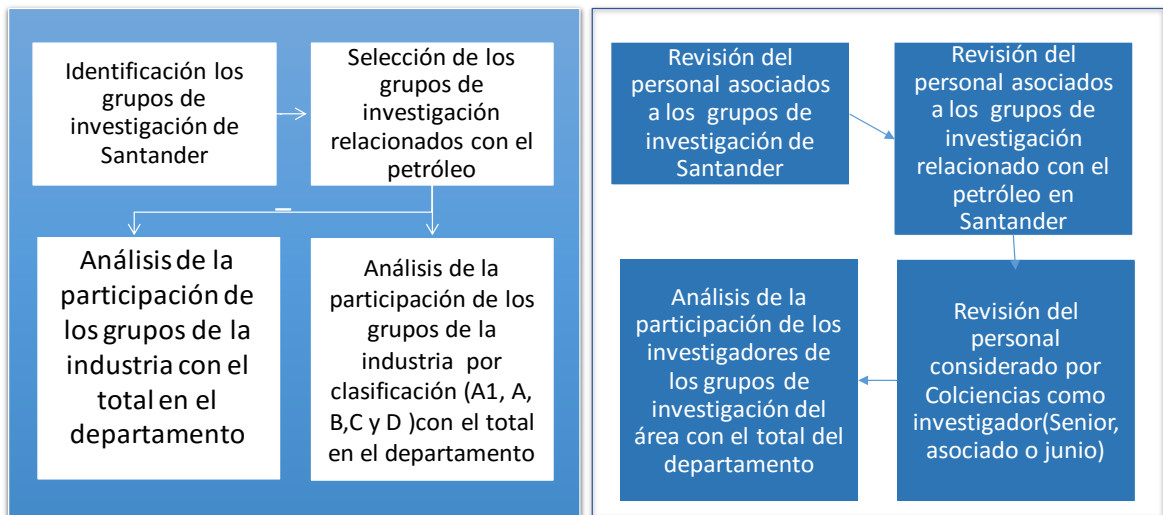 Identificación los
grupos de
investigación de
Santander
Selección de los
grupos de
investigación
relacionados con el
petróleo
Análisis de la
participación de
los grupos de la
industria con el
total en el
departamento
Análisis de la
participación de los
grupos de la
industria por
clasificación (A1, A,
B,C y D )con el total
en el departamento
Revisión del
personal asociados
a los grupos de
investigación de
Santander
Revisión del
personal asociados
a los grupos de
investigación
relacionado con el
petróleo en
Santander
Revisión del
personal
considerado por
Colciencias como
investigador(Senior,
asociado o junio)
Análisis de la
participación de los
investigadores de
los grupos de
investigación del
área con el total del
departamento